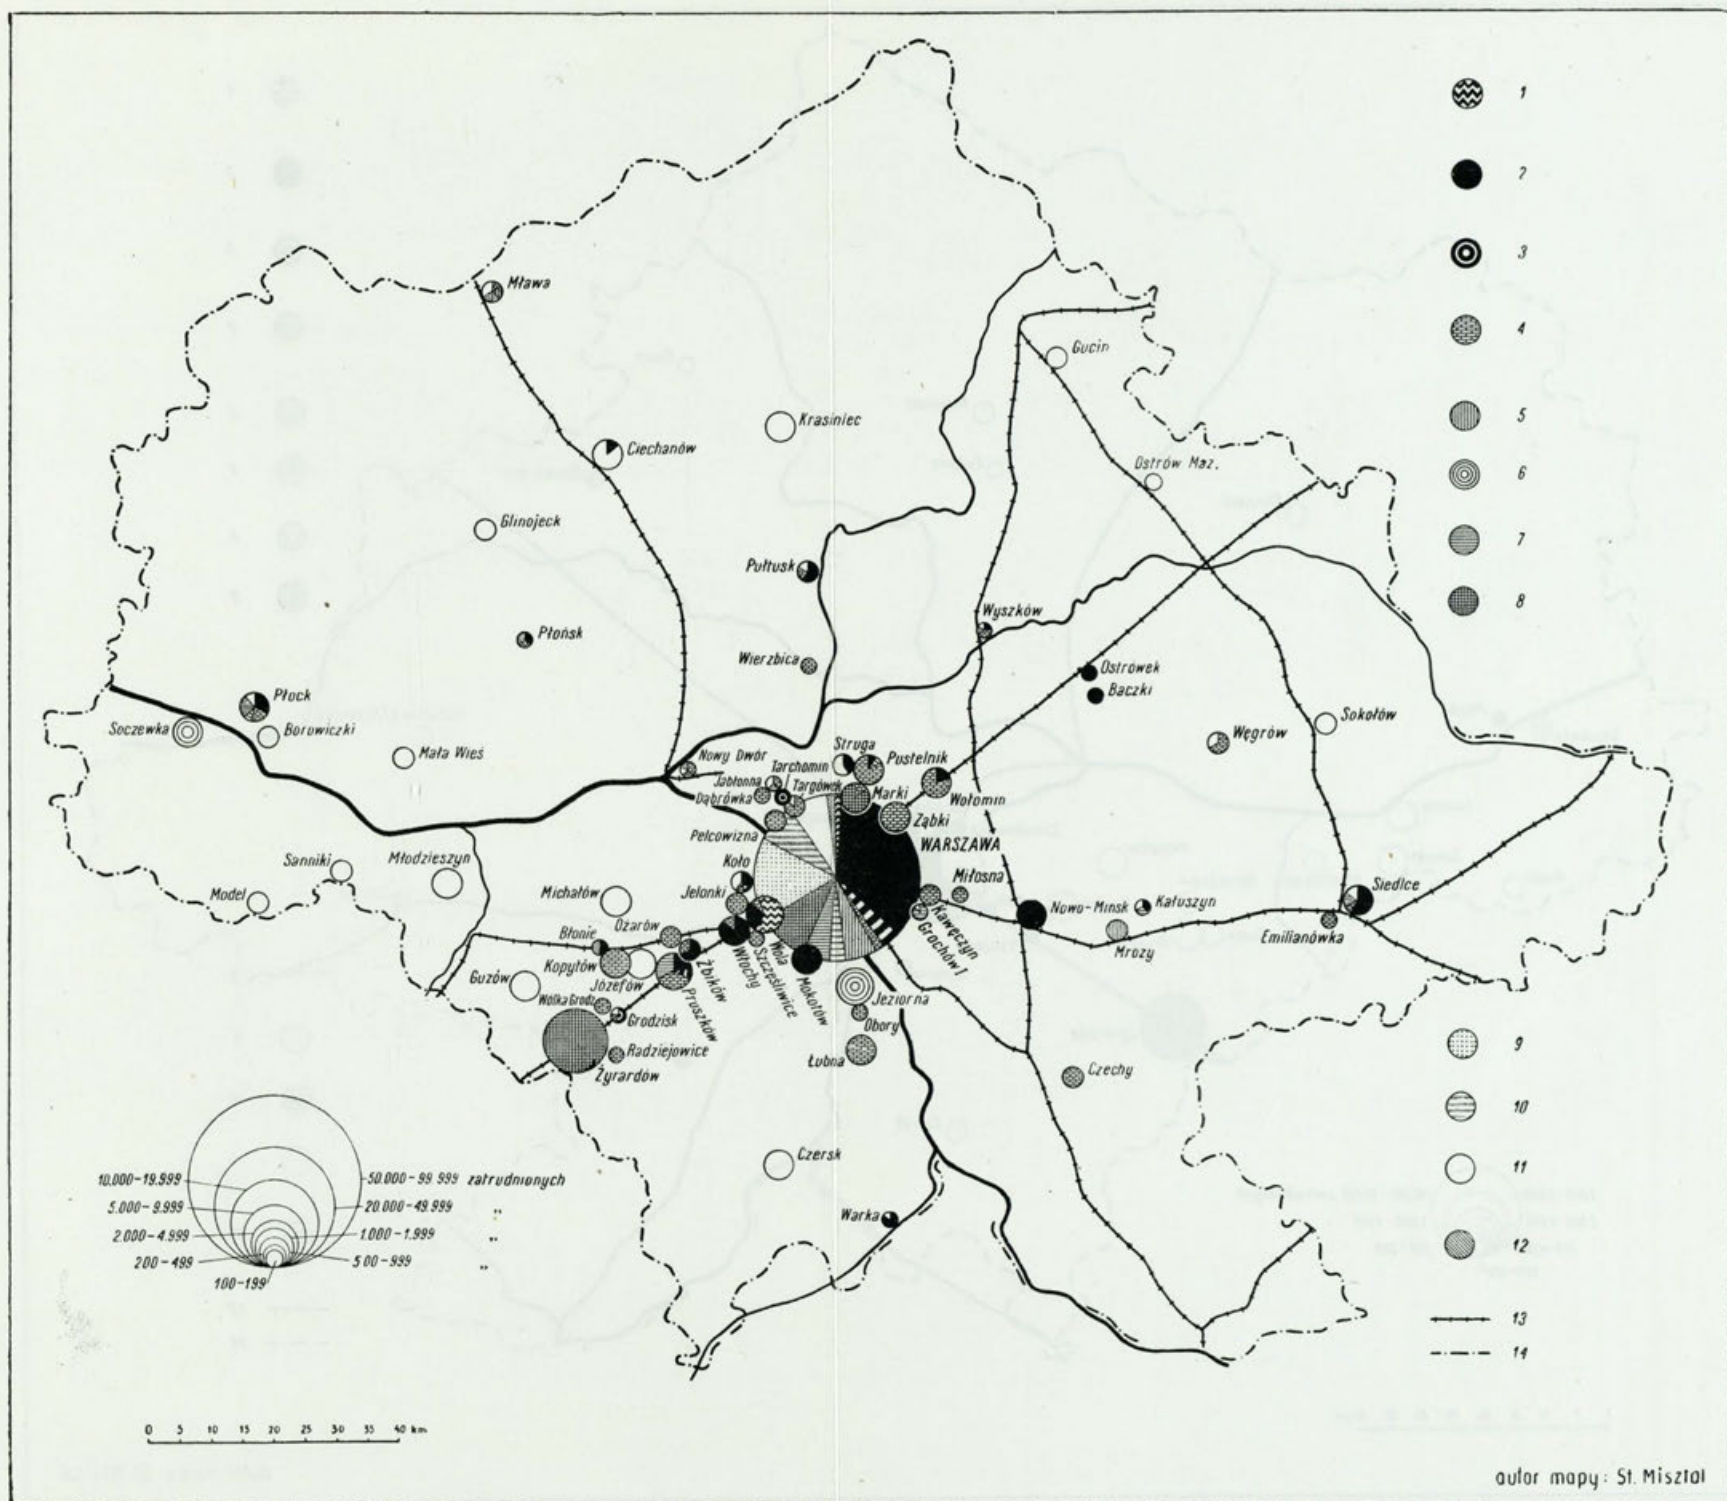 1
2
3
4
5
6
7
8
Mława
Gucin
Krasiniec
Ciechanów
Ostrów Maz.
Glinojeck
Pułtusk
Wyszków
Płońsk
Wierzbica
Ostrowek
Baczki
Płock
Soczewka
Borowiczki
Mała Wieś
Węgrów
Sokołów
Nowy Dwór
Struga
Pustelnik
Tarchomin
Jabłonna
Targówek
Dąbrówka
Marki
Wołomin
Ząbki
Pelcowizna
WARSZAWA
Sanniki
Młodzieszyn
Koło
Model
Michałów
Jelonki
Miłosna
Siedlce
Nowo-Minsk
Kałuszyn
Kawęczyn
Grochów I
Ożarów
Błonie
Mrozy
Emilianówka
Kopytów
Józefów
Żbików
Włochy
Wola
Szczęśliwice
Mokotów
Guzów
Pruszków
Wólka Grodz.
Grodzisk
Jeziorna
Obory
Radziejowice
Żyrardów
Łubna
Czechy
9
10
11
12
13
14
Czersk
Warka
10.000-19.999
50.000-99 999 zatrudnionych
5.000-9.999
20.000-49.999 "
2.000-4.999
1.000-1.999 "
200-499
500-999 "
100-199
0 5 10 15 20 25 30 35 40 km
autor mapy: St. Misztal